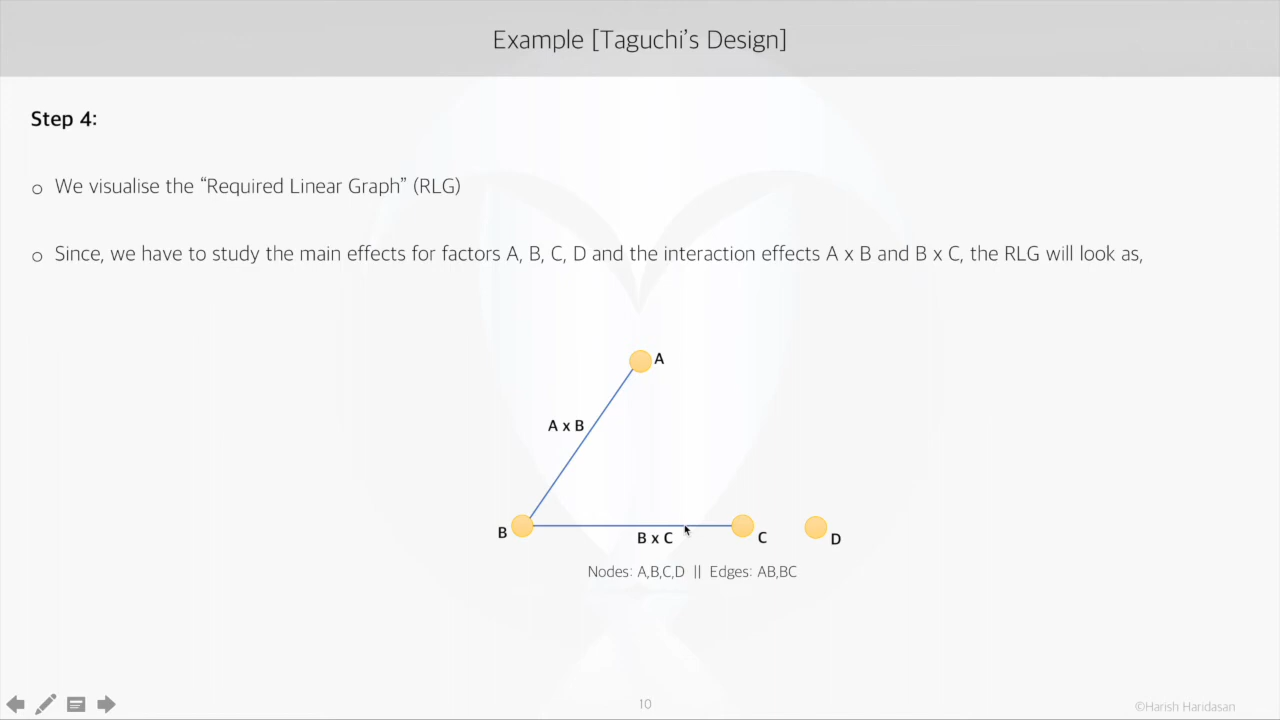 Example [Taguchi’s Design]
Step 4:
o We visualise the “Required Linear Graph” (RLG)
o Since, we have to study the main effects for factors A, B, C, D and the interaction effects A x B and B x C, the RLG will look as,
A
A x B
B
B x C
C
D
Nodes: A,B,C,D || Edges: AB,BC
10
©Harish Haridasan